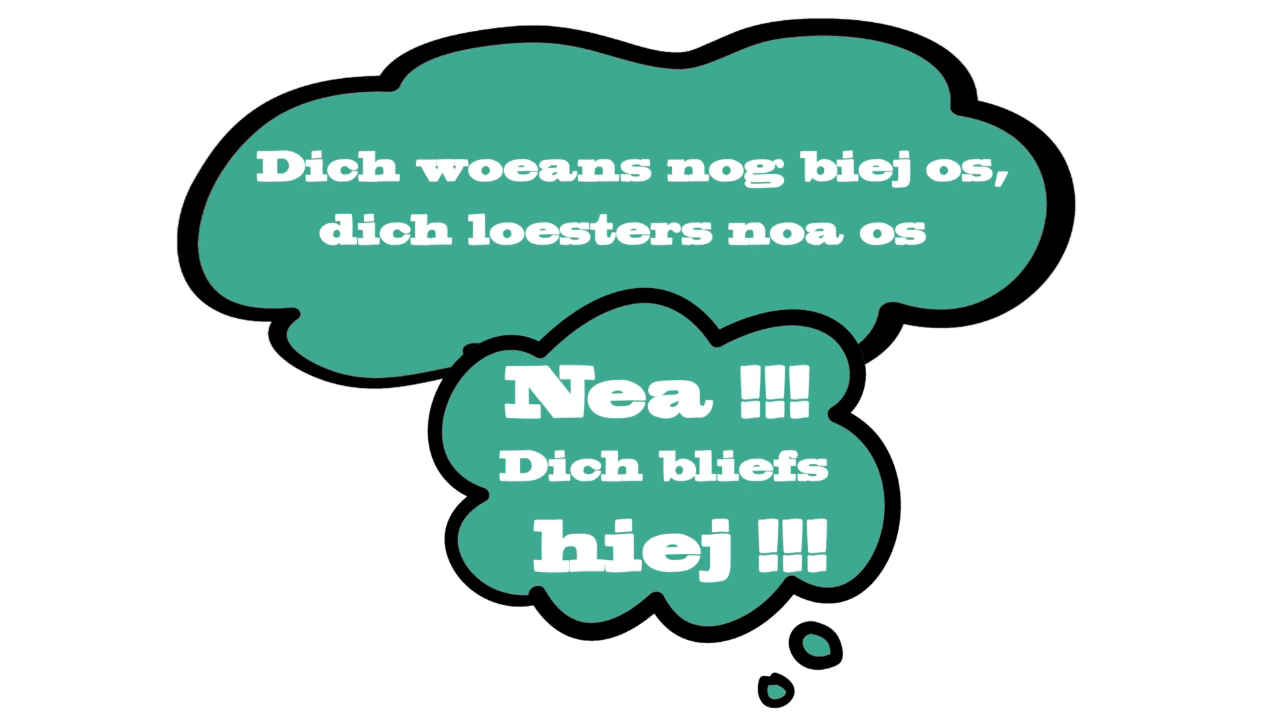 Dich woeans nog biej os,
dich loesters noa os
Nea !!!
Dich bliefs
hiej !!!